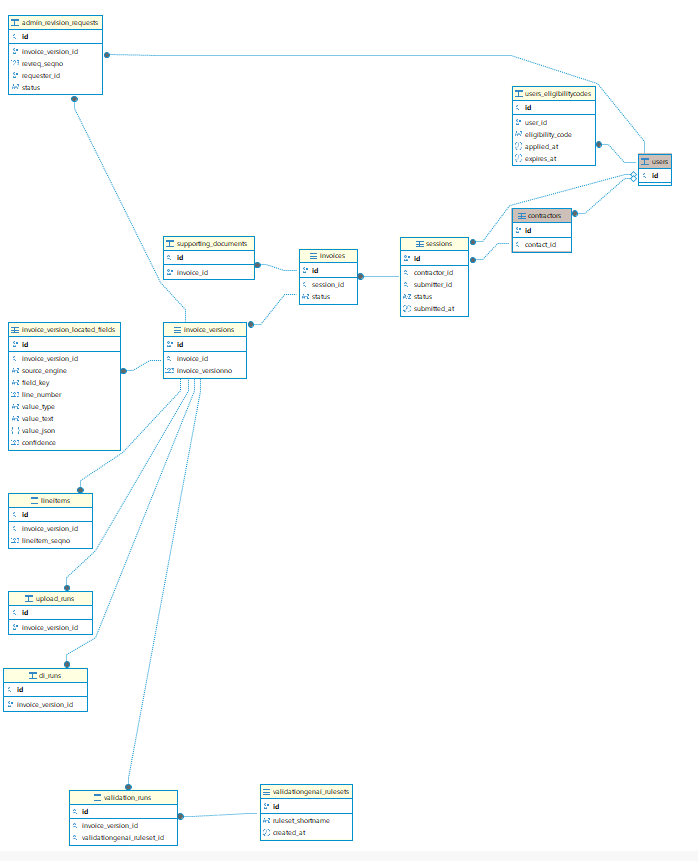 admin_revision_requests
id
invoice_version_id
revreq_seqno
requester_id
status
users_eligibilitycodes
id
user_id
eligibility_code
applied_at
expires_at
users
id
contractors
id
contact_id
supporting_documents
id
invoice_id
invoices
id
session_id
status
sessions
id
contractor_id
submitter_id
status
submitted_at
invoice_version_located_fields
id
invoice_version_id
source_engine
field_key
line_number
value_type
value_text
value_json
confidence
invoice_versions
id
invoice_id
invoice_versionno
lineitems
id
invoice_version_id
lineitem_seqno
upload_runs
id
invoice_version_id
di_runs
id
invoice_version_id
validation_runs
id
invoice_version_id
validationgenai_ruleset_id
validationgenai_rulesets
id
ruleset_shortname
created_at